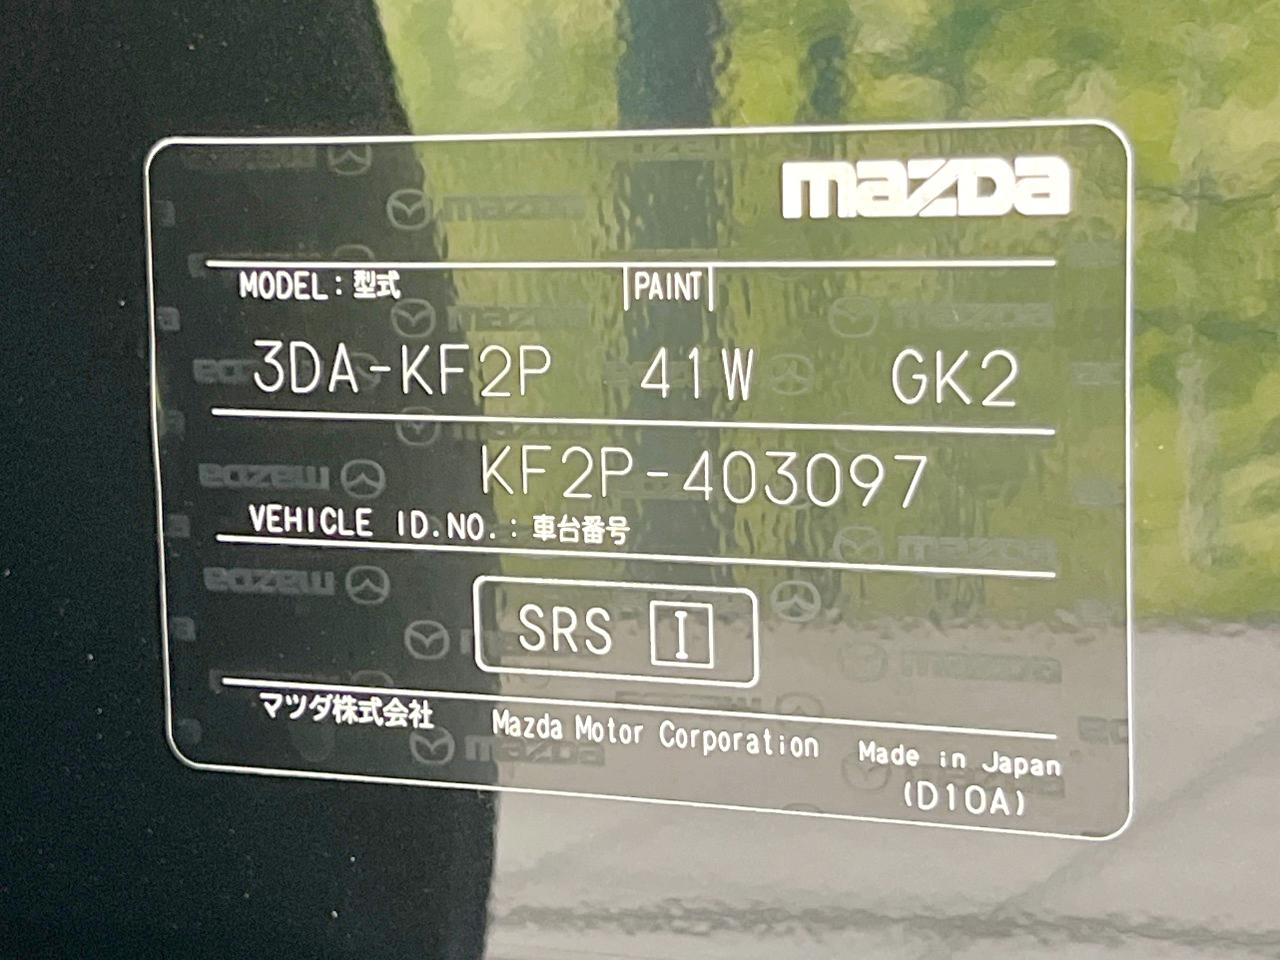 mazda
MODEL : 型式 PAINT
3DA-KF2P 41W GK2
KF2P-403097
VEHICLE ID.NO. : 車台番号
SRS I
マツダ株式会社 Mazda Motor Corporation Made in Japan
(D10A)